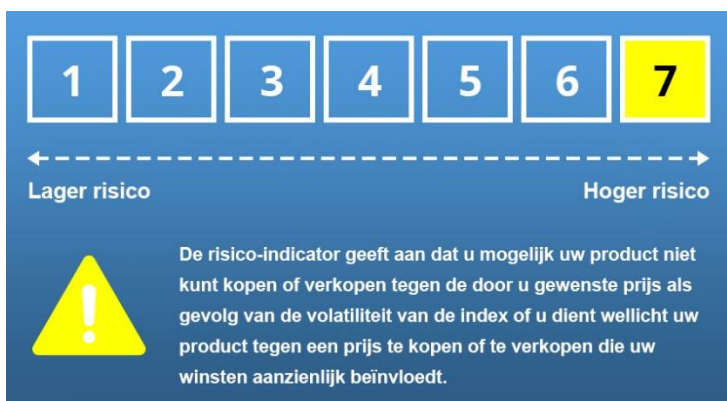 1 2 3 4 5 6 7
Lager risico Hoger risico
De risico-indicator geeft aan dat u mogelijk uw product niet
kunt kopen of verkopen tegen de door u gewenste prijs als
gevolg van de volatiliteit van de index of u dient wellicht uw
product tegen een prijs te kopen of te verkopen die uw
winsten aanzienlijk beïnvloedt.